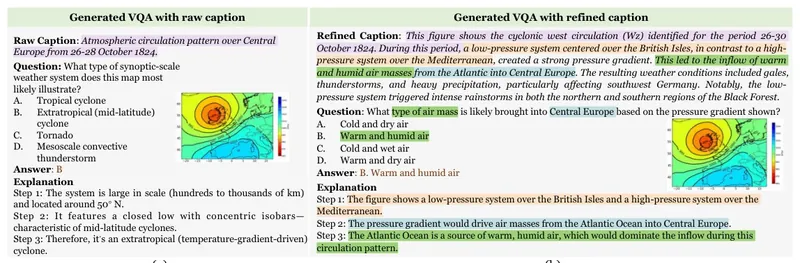 Generated VQA with raw caption
Raw Caption: Atmospheric circulation pattern over Central
Europe from 26-28 October 1824.
Question: What type of synoptic-scale
weather system does this map most
likely illustrate?
A. Tropical cyclone
B. Extratropical (mid-latitude)
cyclone
C. Tornado
D. Mesoscale convective
thunderstorm
Answer: B
Explanation
Step 1: The system is large in scale (hundreds to thousands of km)
and located around 50° N.
Step 2: It features a closed low with concentric isobars—
characteristic of mid-latitude cyclones.
Step 3: Therefore, it's an extratropical (temperature-gradient-driven)
cyclone.
Generated VQA with refined caption
Refined Caption: This figure shows the cyclonic west circulation (Wz) identified for the period 26-30
October 1824. During this period, a low-pressure system centered over the British Isles, in contrast to a high-
pressure system over the Mediterranean, created a strong pressure gradient. This led to the inflow of warm
and humid air masses from the Atlantic into Central Europe. The resulting weather conditions included gales,
thunderstorms, and heavy precipitation, particularly affecting southwest Germany. Notably, the low-
pressure system triggered intense rainstorms in both the northern and southern regions of the Black Forest.
Question: What type of air mass is likely brought into Central Europe based on the pressure gradient shown?
A. Cold and dry air
B. Warm and humid air
C. Cold and wet air
D. Warm and dry air
Answer: B. Warm and humid air
Explanation
Step 1: The figure shows a low-pressure system over the British Isles and a high-pressure system over the
Mediterranean.
Step 2: The pressure gradient would drive air masses from the Atlantic Ocean into Central Europe.
Step 3: The Atlantic Ocean is a source of warm, humid air, which would dominate the inflow during this
circulation pattern.